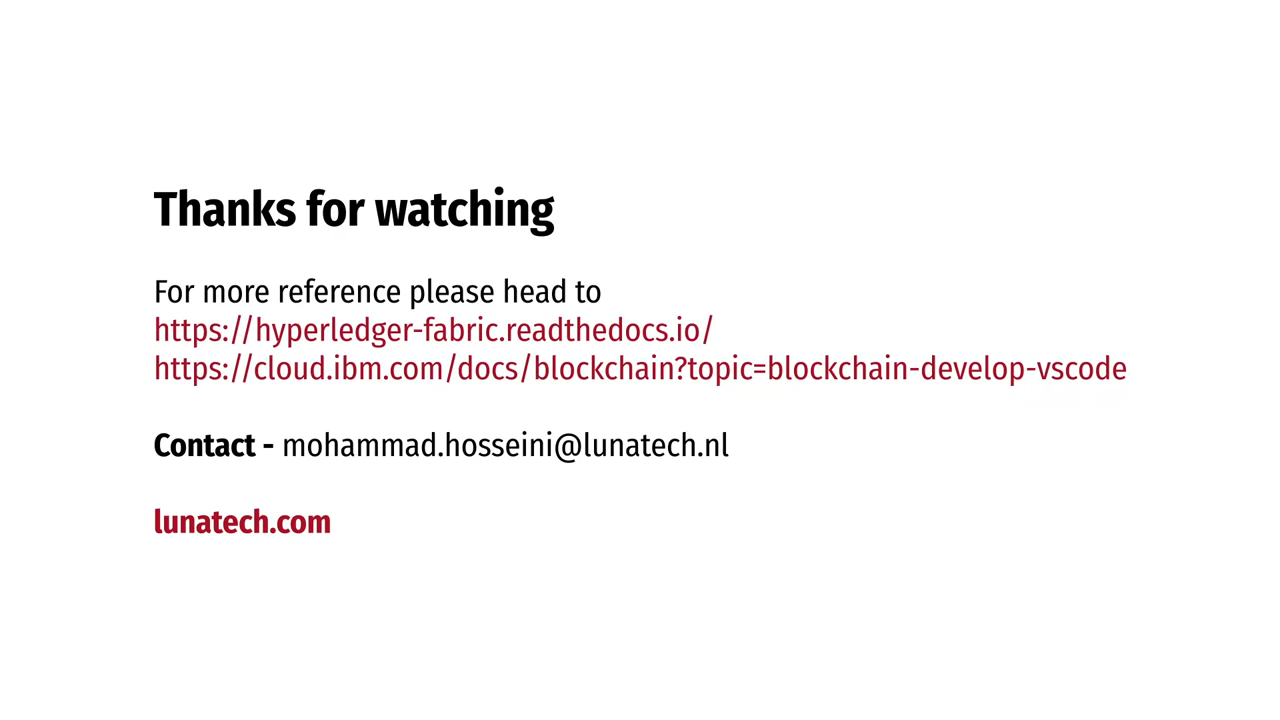 Thanks for watching
For more reference please head to
https://hyperledger-fabric.readthedocs.io/
https://cloud.ibm.com/docs/blockchain?topic=blockchain-develop-vscode
Contact - mohammad.hosseini@lunatech.nl
lunatech.com